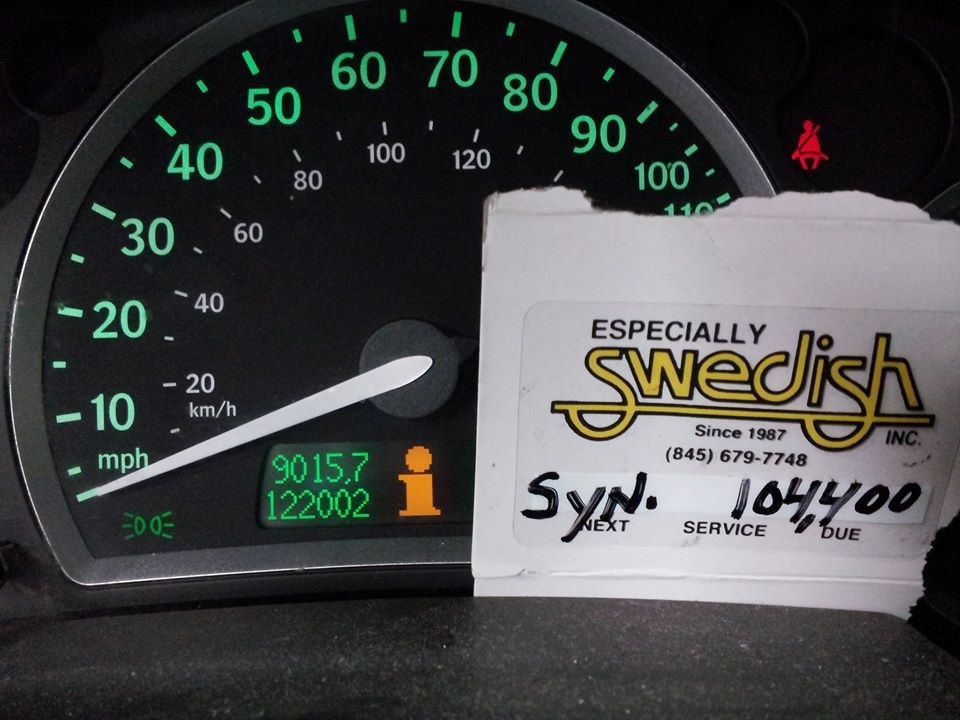 60 70
50 80
40 90
100 120 100
80 110
30 60
20 40
20
10 km/h
mph
9015.7
122002
ESPECIALLY
Swedish
INC.
Since 1987
(845) 679-7748
SYN. 104,400
NEXT SERVICE DUE